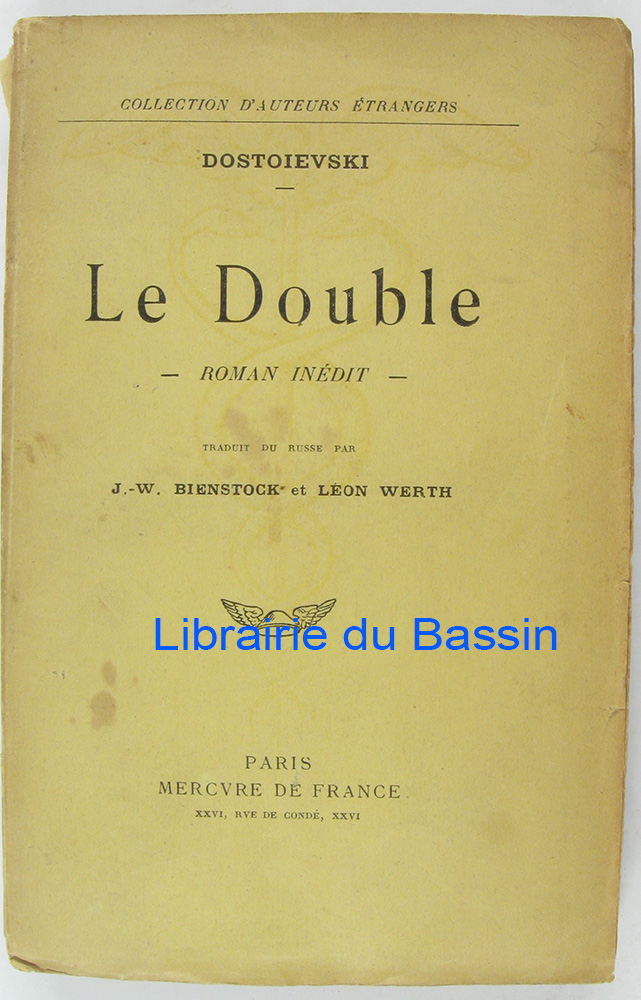 COLLECTION D'AUTEURS ÉTRANGERS
DOSTOIEVSKI
Le Double
— ROMAN INÉDIT —
TRADUIT DU RUSSE PAR
J.-W. BIENSTOCK et LÉON WERTH
Librairie du Bassin
PARIS
MERCVRE DE FRANCE
XXVI, RVE DE CONDÉ, XXVI